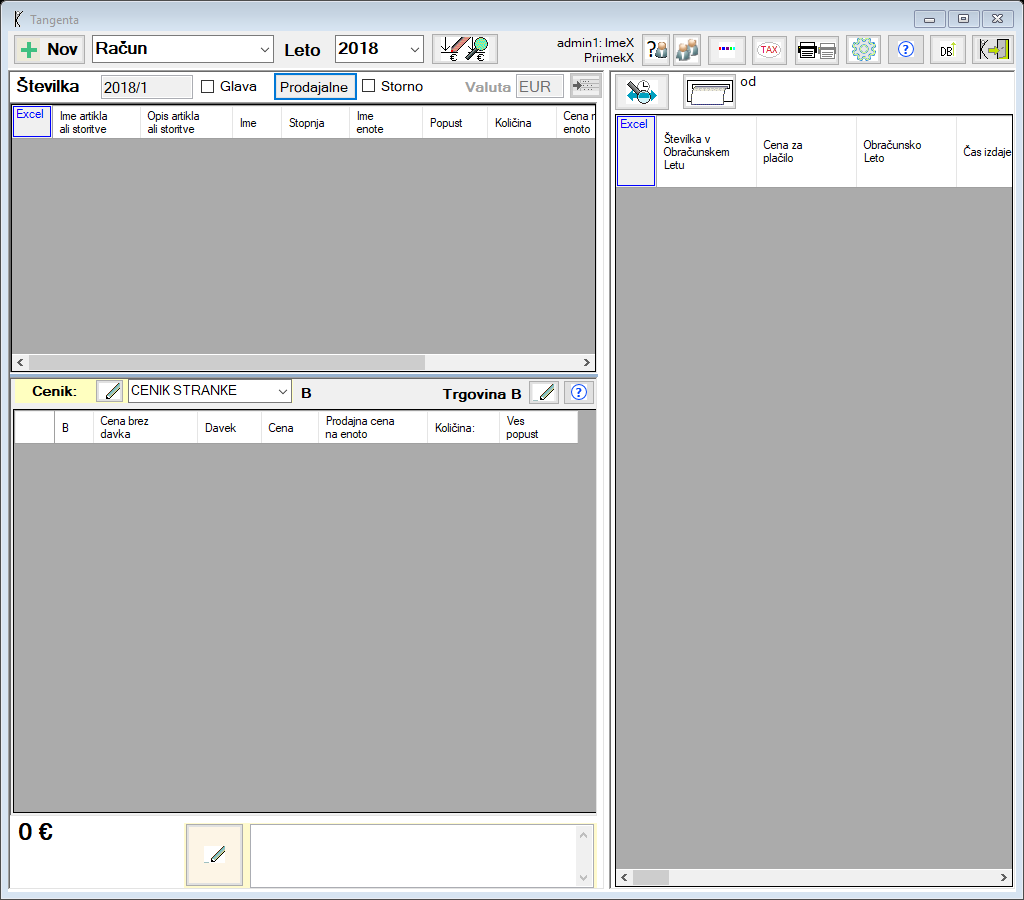 Tangenta
Nov
Račun
Leto
2018
€
€
admin1: ImeX
PriimekX
?
TAX
?
DB
Številka
2018/1
Glava
Prodajalne
Storno
Valuta
EUR
od
Excel
Ime artikla
ali storitve
Opis artikla
ali storitve
Ime
Stopnja
Ime
enote
Popust
Količina
Cena
enoto
Excel
Številka v
Obračunskem
Letu
Cena za
plačilo
Obračunsko
Leto
Čas izdaje
Cenik:
CENIK STRANKE
B
Trgovina B
?
B
Cena brez
davka
Davek
Cena
Prodajna cena
na enoto
Količina:
Ves
popust
0 €